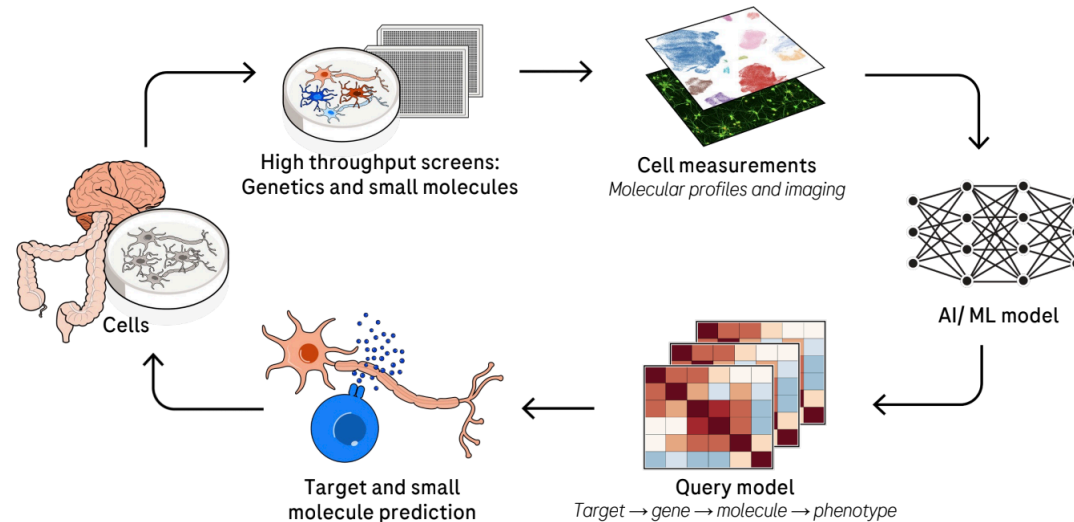 High throughput screens:
Genetics and small molecules
Cell measurements
Molecular profiles and imaging
AI/ ML model
Query model
Target → gene → molecule → phenotype
Target and small
molecule prediction
Cells